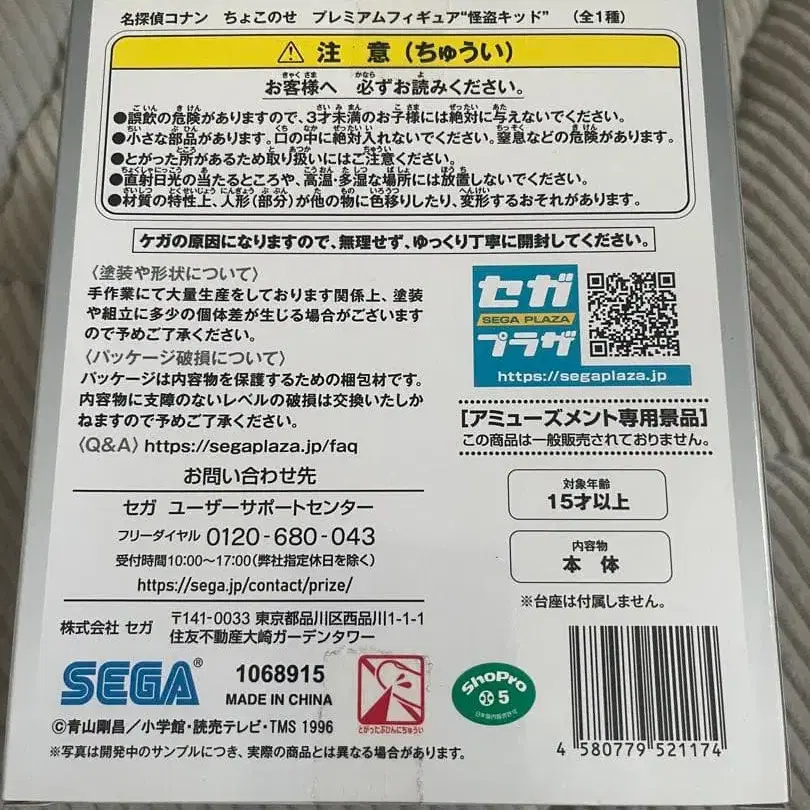 名探偵コナン ちょこのせ プレミアムフィギュア“怪盗キッド” （全1種）
⚠ 注 意（ちゅうい）
お客様へ 必ずお読みください。
●誤飲の危険がありますので、3才未満のお子様には絶対に与えないでください。
●小さな部品があります。口の中に絶対入れないでください。窒息などの危険があります。
●とがった所があるため取り扱いにはご注意ください。
●直射日光の当たるところや、高温・多湿な場所には放置しないでください。
●材質の特性上、人形（部分）が他の物に色移りしたり、変形するおそれがあります。
ケガの原因になりますので、無理せず、ゆっくり丁寧に開封してください。
〈塗装や形状について〉
手作業にて大量生産をしております関係上、塗装
や組立に多少の個体差が生じる場合がございます
ので予めご了承ください。
〈パッケージ破損について〉
パッケージは内容物を保護するための梱包材です。
内容物に支障のないレベルの破損は交換いたしか
ねますので予めご了承ください。
〈Q&A〉https://segaplaza.jp/faq
お問い合わせ先
セガ ユーザーサポートセンター
フリーダイヤル 0120-680-043
受付時間10:00〜17:00（弊社指定休日を除く）
https://sega.jp/contact/prize/
株式会社 セガ
〒141-0033 東京都品川区西品川1-1-1
住友不動産大崎ガーデンタワー
セガ
SEGA PLAZA
プラザ
https://segaplaza.jp
[アミューズメント専用景品]
この商品は一般販売されておりません。
対象年齢
15才以上
内容物
本 体
※台座は付属しません。
SEGA®
1068915
MADE IN CHINA
とがったぶひんにちゅうい
ShoPro
5
日本国内販売許可
©青山剛昌／小学館・読売テレビ・TMS 1996
※写真は開発中のサンプルにつき、実際の商品とは異なる場合があります。
4 580779 521174